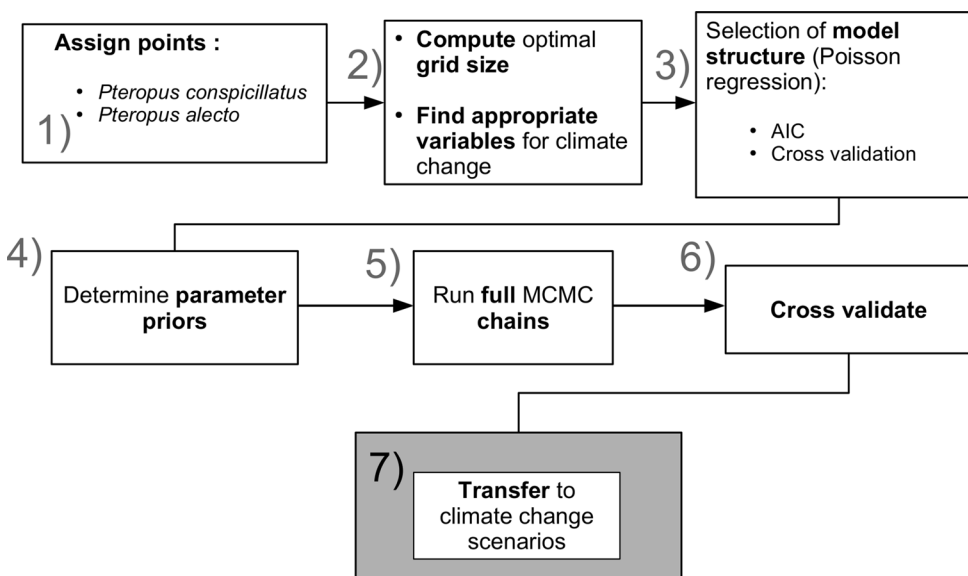 1)
Assign points :
• Pteropus conspicillatus
• Pteropus alecto
2)
• Compute optimal
grid size
• Find appropriate
variables for climate
change
3)
Selection of model
structure (Poisson
regression):
• AIC
• Cross validation
4)
Determine parameter
priors
5)
Run full MCMC
chains
6)
Cross validate
7)
Transfer to
climate change
scenarios